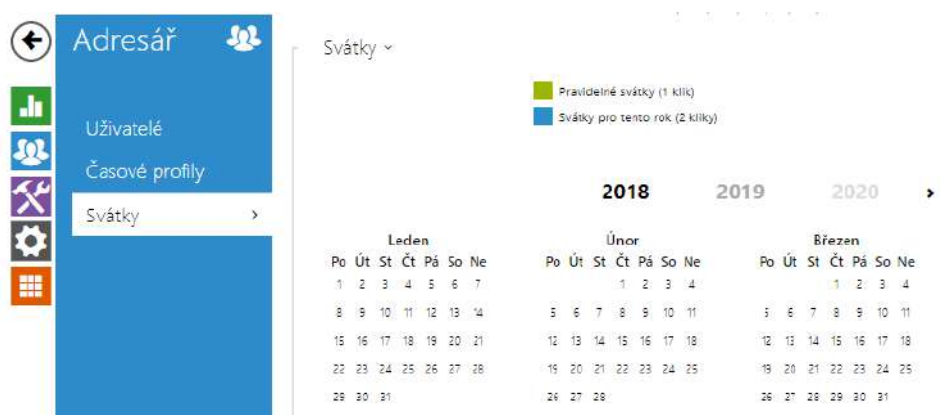 Adresář
Uživatelé
Časové profily
Svátky
Svátky
Pravidelné svátky (1 klik)
Svátky pro tento rok (2 kliky)
2018 2019 2020
Leden
Po Út St Čt Pá So Ne
1 2 3 4 5 6 7
8 9 10 11 12 13 14
15 16 17 18 19 20 21
22 23 24 25 26 27 28
29 30 31
Únor
Po Út St Čt Pá So Ne
1 2 3 4
5 6 7 8 9 10 11
12 13 14 15 16 17 18
19 20 21 22 23 24 25
26 27 28
Březen
Po Út St Čt Pá So Ne
1 2 3 4
5 6 7 8 9 10 11
12 13 14 15 16 17 18
19 20 21 22 23 24 25
26 27 28 29 30 31